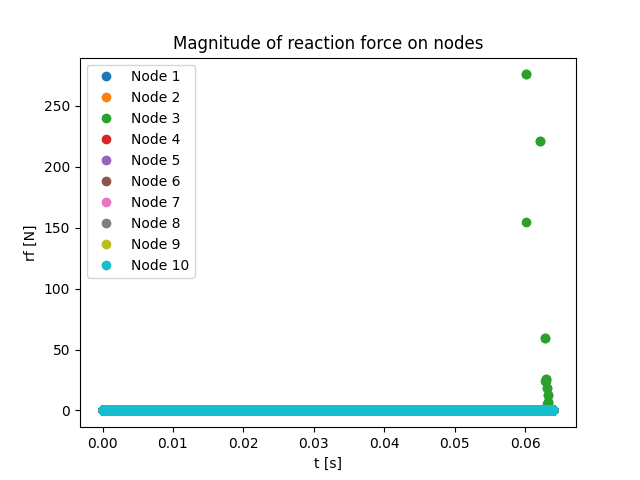 Magnitude of reaction force on nodes
Node 1
Node 2
Node 3
Node 4
Node 5
Node 6
Node 7
Node 8
Node 9
Node 10
rf [N]
250
200
150
100
50
0
0.00 0.01 0.02 0.03 0.04 0.05 0.06
t [s]